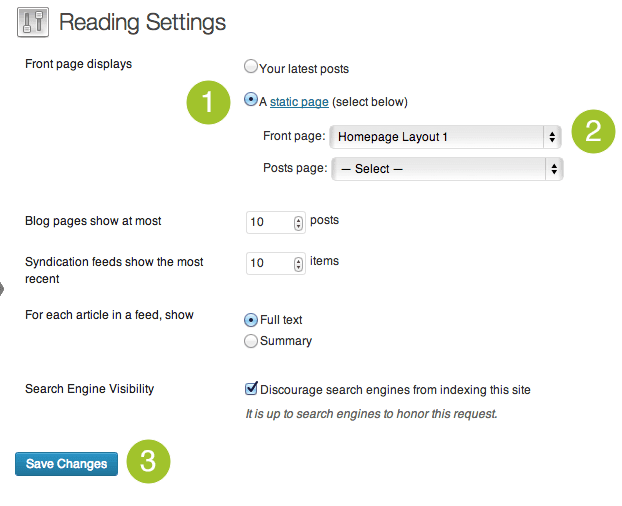 Reading Settings
Front page displays
Your latest posts
1
A static page (select below)
Front page: Homepage Layout 1
2
Posts page: — Select —
Blog pages show at most 10 posts
Syndication feeds show the most
recent
10 items
For each article in a feed, show
Full text
Summary
Search Engine Visibility
Discourage search engines from indexing this site
It is up to search engines to honor this request.
Save Changes
3